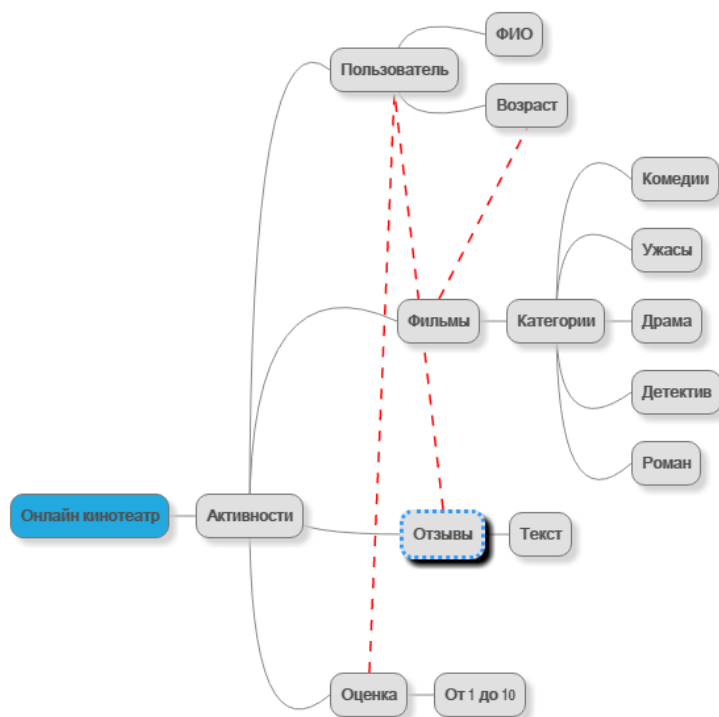 ФИО
Пользователь
Возраст
Комедии
Ужасы
Фильмы
Категории
Драма
Детектив
Роман
Онлайн кинотеатр
Активности
Отзывы
Текст
Оценка
От 1 до 10